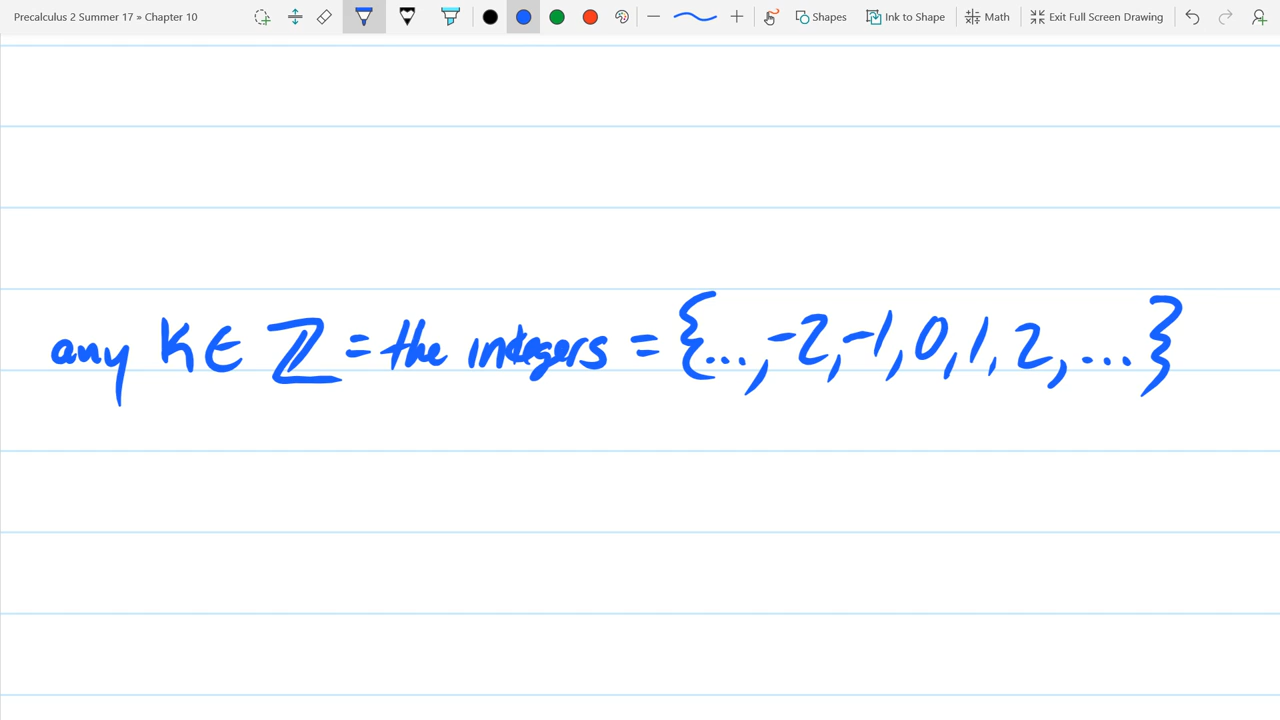 Precalculus 2 Summer 17 » Chapter 10
Shapes
Ink to Shape
Math
Exit Full Screen Drawing
any k ∈ ℤ = the integers = {..., -2, -1, 0, 1, 2, ...}